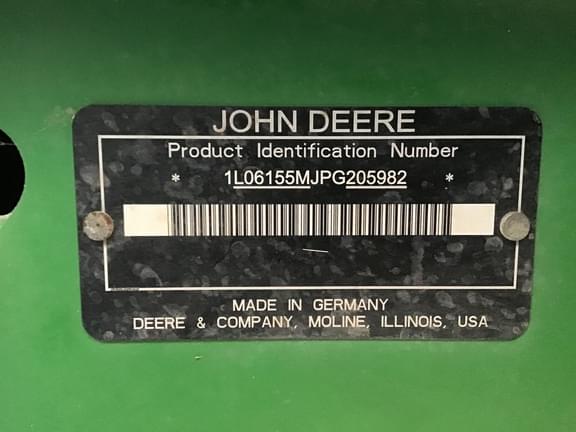 JOHN DEERE
Product Identification Number
* 1L06155MJPG205982 *
MADE IN GERMANY
DEERE & COMPANY, MOLINE, ILLINOIS, USA